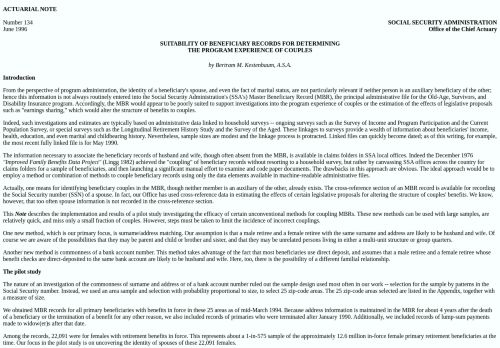 ACTUARIAL NOTE
Number 134
SOCIAL SECURITY ADMINISTRATION
June 1996
Office of the Chief Actuary
SUITABILITY OF BENEFICIARY RECORDS FOR DETERMINING
THE PROGRAM EXPERIENCE OF COUPLES
by Bertram M. Kestenbaum, A.S.A.
Introduction
From the perspective of program administration, the identity of a beneficiary's spouse, and even the fact of marital status, are not particularly relevant if neither person is an auxiliary beneficiary of the other;
hence this information is not always routinely entered into the Social Security Administration's (SSA's) Master Beneficiary Record (MBR), the principal administrative file for the Old-Age, Survivors, and
Disability Insurance program. Accordingly, the MBR would appear to be poorly suited to support investigations into the program experience of couples or the estimation of the effects of legislative proposals
such as "earnings sharing," which would alter the structure of benefits to couples.
Indeed, such investigations and estimates are typically based on administrative data linked to household surveys -- ongoing surveys such as the Survey of Income and Program Participation and the Current
Population Survey, or special surveys such as the Longitudinal Retirement History Study and the Survey of the Aged. These linkages to surveys provide a wealth of information about beneficiaries' income,
health, education, and even marital and childbearing history. Nevertheless, sample sizes are modest and the linkage process is protracted. Linked files can quickly become dated; as of this writing, for example,
the most recently fully linked file is for May 1990.
The information necessary to associate the beneficiary records of husband and wife, though often absent from the MBR, is available in claims folders in SSA local offices. Indeed the December 1976
"Improved Family Benefits Data Project" (Lingg 1982) achieved the "coupling" of beneficiary records without resorting to a household survey, but rather by canvassing SSA offices across the country for
claims folders for a sample of beneficiaries, and then launching a significant manual effort to examine and code paper documents. The drawbacks in this approach are obvious. The ideal approach would be to
employ a method or combination of methods to couple beneficiary records using only the data elements available in machine-readable administrative files.
Actually, one means for identifying beneficiary couples in the MBR, though neither member is an auxiliary of the other, already exists. The cross-reference section of an MBR record is available for recording
the Social Security number (SSN) of a spouse. In fact, our Office has used cross-reference data in estimating the effects of certain legislative proposals for altering the structure of couples' benefits. We know,
however, that too often spouse information is not recorded in the cross-reference section.
This Note describes the implementation and results of a pilot study investigating the efficacy of certain unconventional methods for coupling MBRs. These new methods can be used with large samples, are
relatively quick, and miss only a small fraction of couples. However, steps must be taken to limit the incidence of incorrect couplings.
One new method, which is our primary focus, is surname/address matching. Our assumption is that a male retiree and a female retiree with the same surname and address are likely to be husband and wife. Of
course we are aware of the possibilities that they may be parent and child or brother and sister, and that they may be unrelated persons living in either a multi-unit structure or group quarters.
Another new method is commonness of a bank account number. This method takes advantage of the fact that most beneficiaries use direct deposit, and assumes that a male retiree and a female retiree whose
benefit checks are direct-deposited to the same bank account are likely to be husband and wife. Here, too, there is the possibility of a different familial relationship.
The pilot study
The nature of an investigation of the commonness of surname and address or of a bank account number ruled out the sample design used most often in our work -- selection for the sample by patterns in the
Social Security number. Instead, we used an area sample and selection with probability proportional to size, to select 25 zip-code areas. The 25 zip-code areas selected are listed in the Appendix, together with
a measure of size.
We obtained MBR records for all primary beneficiaries with benefits in force in these 25 areas as of mid-March 1994. Because address information is maintained in the MBR for about 4 years after the death
of a beneficiary or the termination of a benefit for any other reason, we also included records of primaries who were terminated after January 1990. Additionally, we included records of lump-sum payments
made to widow(er)s after that date.
Among the records, 22,091 were for females with retirement benefits in force. This represents about a 1-in-575 sample of the approximately 12.6 million in-force female primary retirement beneficiaries at the
time. Our focus in the pilot study is on uncovering the identity of spouses of these 22,091 females.